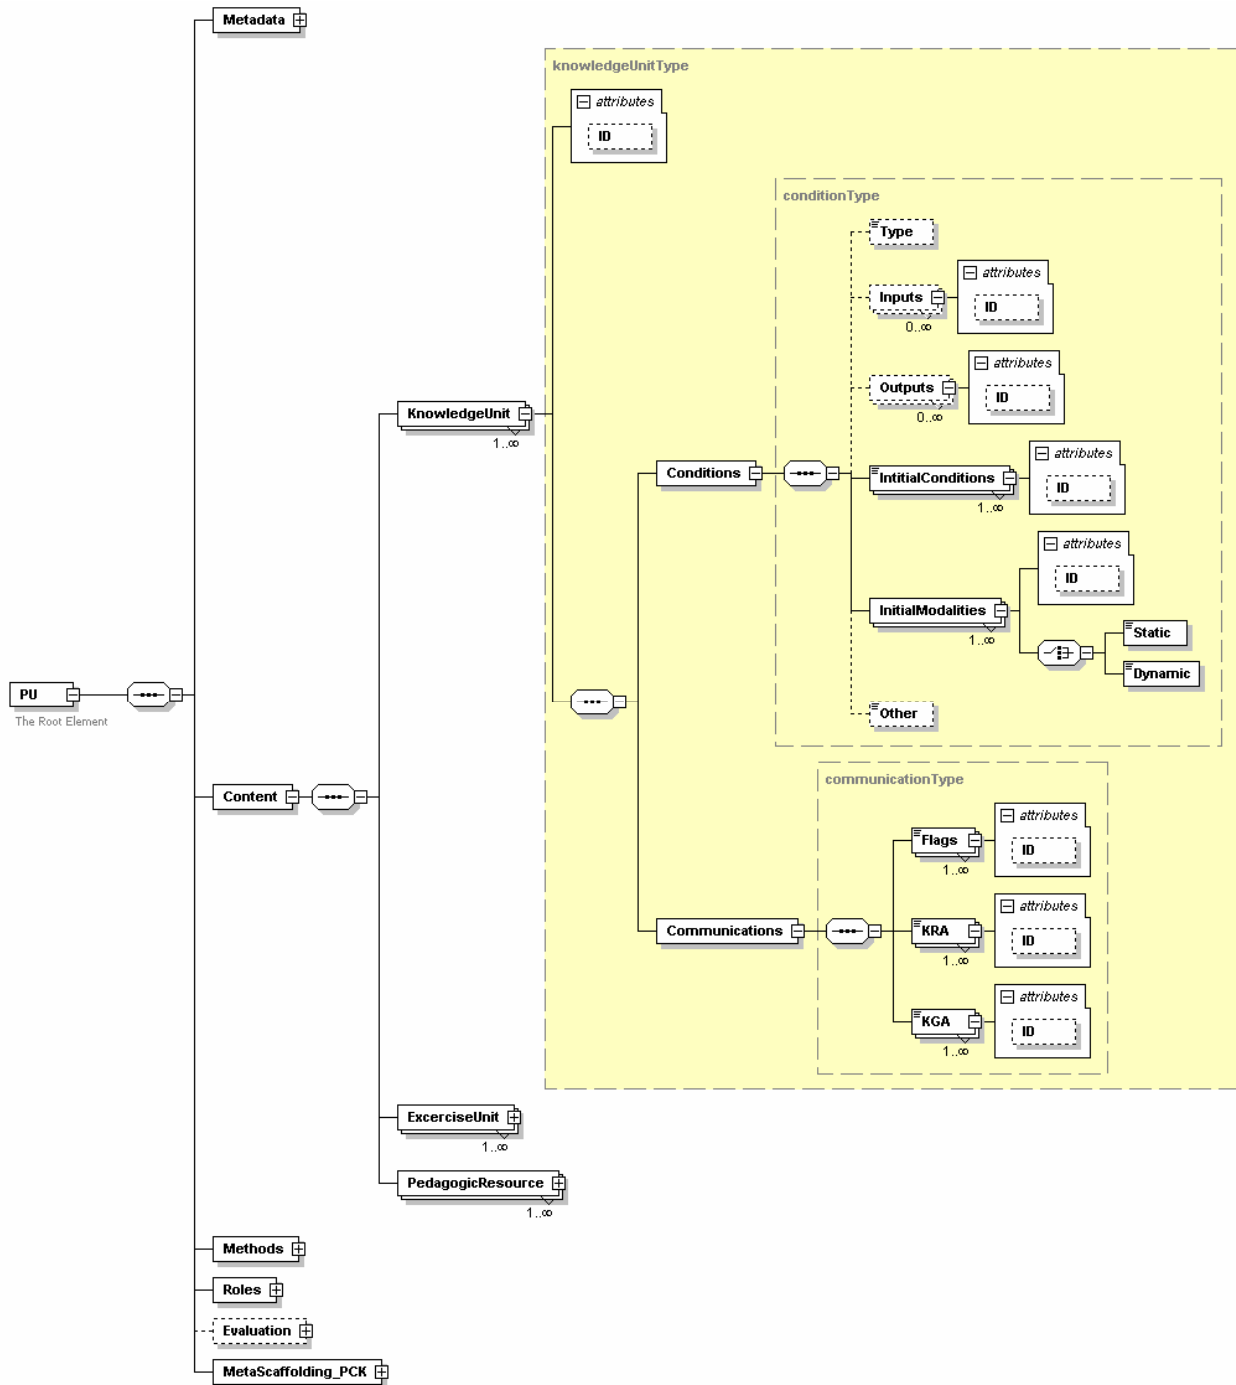 Metadata
knowledgeUnitType
attributes
ID
conditionType
Type
attributes
Inputs
ID
0..∞
attributes
Outputs
ID
0..∞
KnowledgeUnit
1..∞
attributes
Conditions
IntitialConditions
ID
1..∞
attributes
ID
InitialModalities
1..∞
Static
Dynamic
PU
The Root Element
Other
communicationType
Content
attributes
Flags
ID
1..∞
attributes
Communications
KRA
ID
1..∞
attributes
KGA
ID
1..∞
ExcerciseUnit
1..∞
PedagogicResource
1..∞
Methods
Roles
Evaluation
MetaScaffolding_PCK